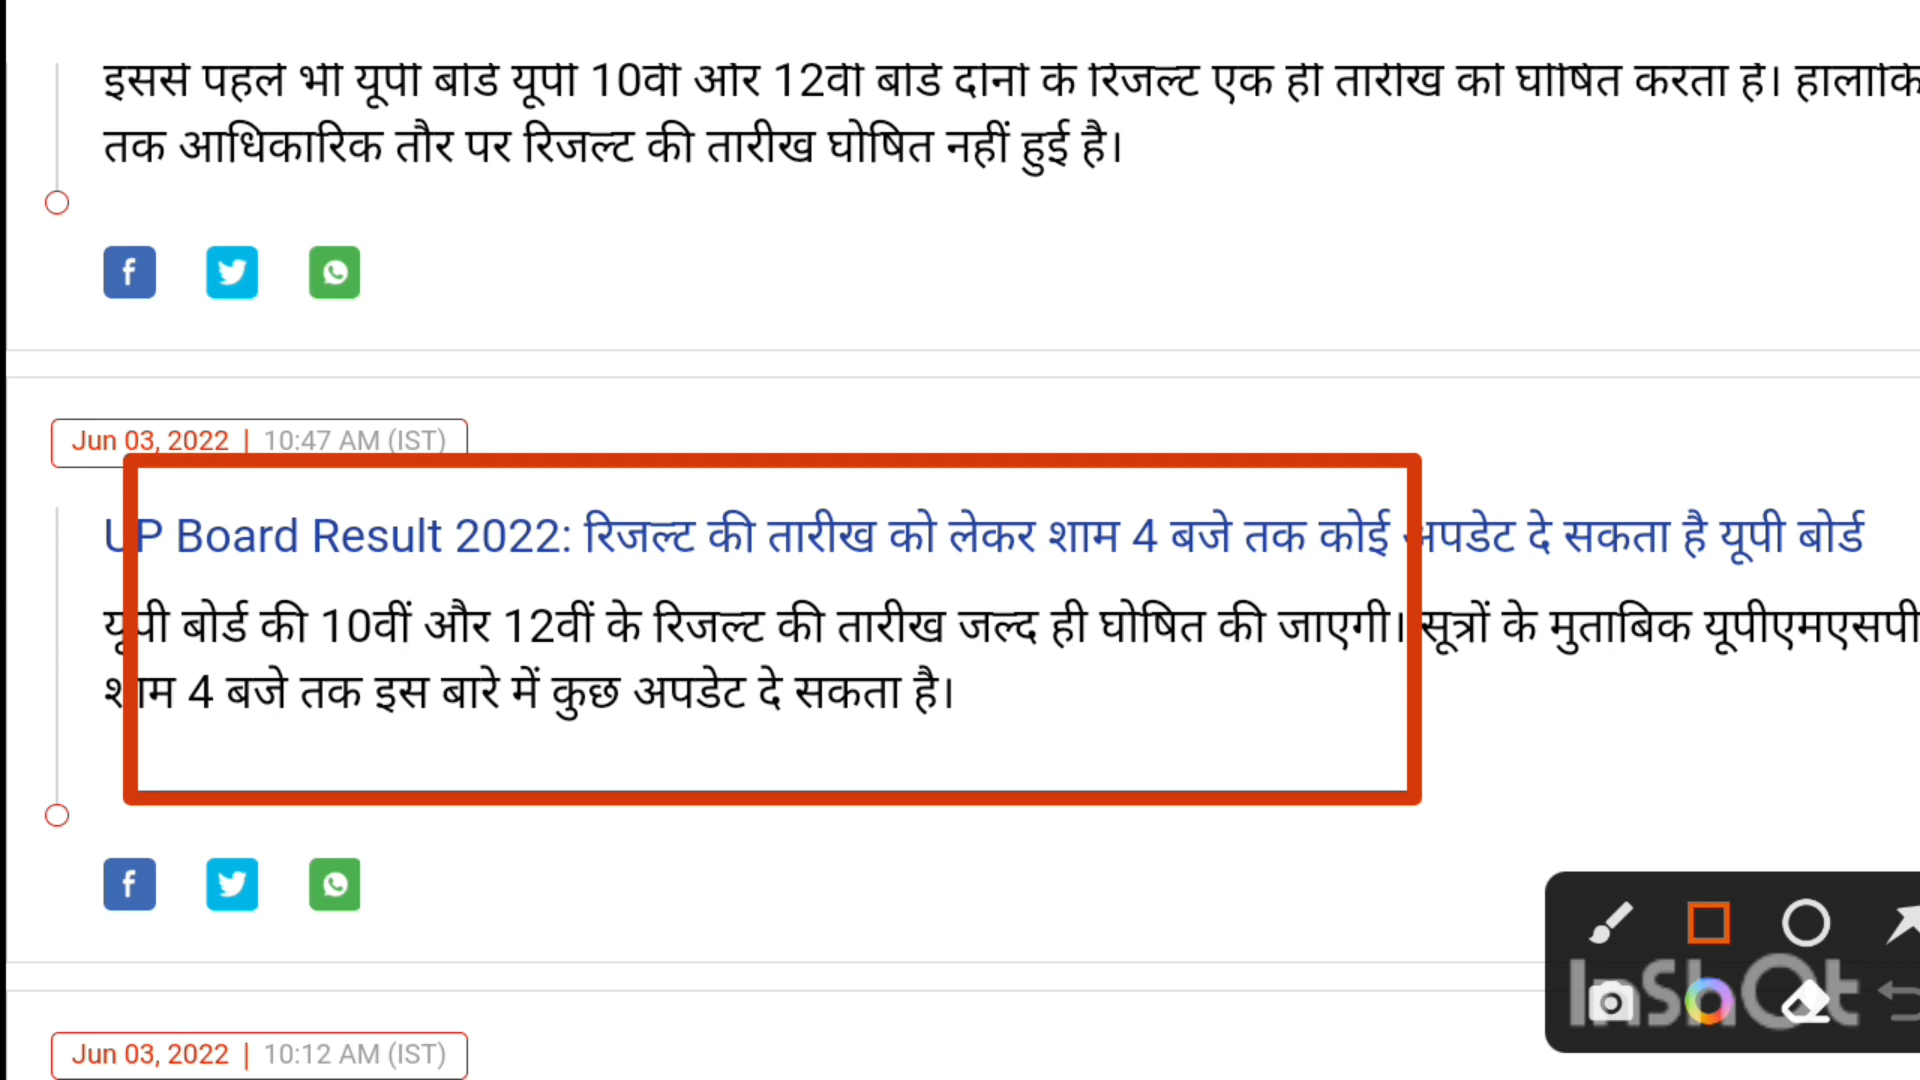 इससे पहले भी यूपी बोर्ड यूपी 10वीं और 12वीं बोर्ड दोनों के रिजल्ट एक ही तारीख को घोषित करता है। हालांकि
तक आधिकारिक तौर पर रिजल्ट की तारीख घोषित नहीं हुई है।
Jun 03, 2022 | 10:47 AM (IST)
UP Board Result 2022: रिजल्ट की तारीख को लेकर शाम 4 बजे तक कोई अपडेट दे सकता है यूपी बोर्ड
यूपी बोर्ड की 10वीं और 12वीं के रिजल्ट की तारीख जल्द ही घोषित की जाएगी। सूत्रों के मुताबिक यूपीएमएसपी
शाम 4 बजे तक इस बारे में कुछ अपडेट दे सकता है।
InShOt
Jun 03, 2022 | 10:12 AM (IST)